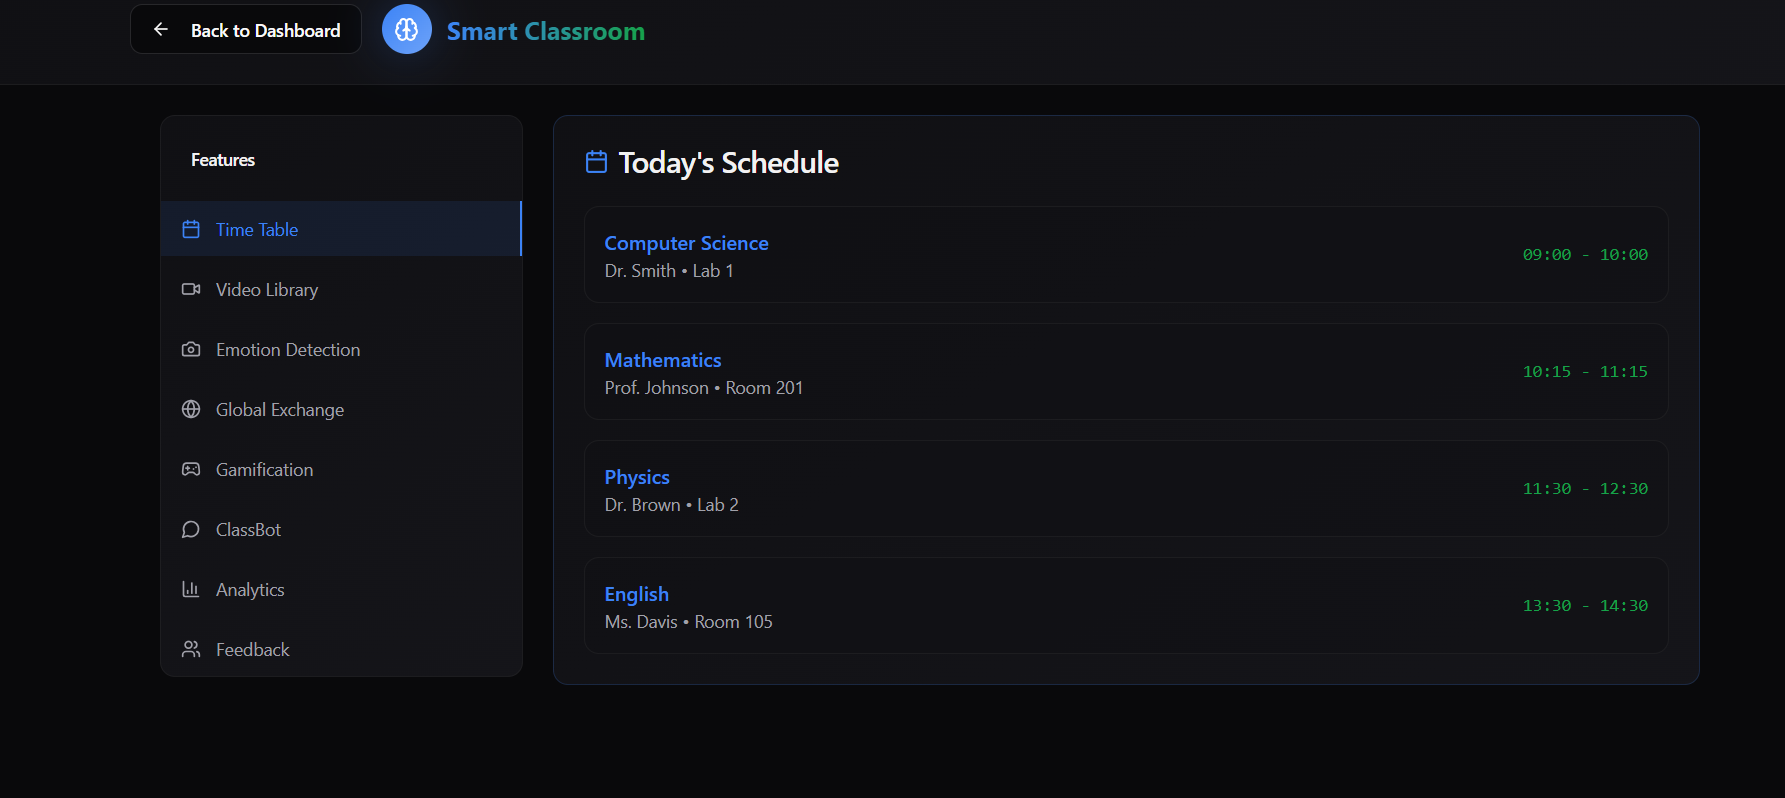 Back to Dashboard
Smart Classroom
Features
Time Table
Video Library
Emotion Detection
Global Exchange
Gamification
ClassBot
Analytics
Feedback
Today's Schedule
Computer Science
Dr. Smith • Lab 1
09:00 - 10:00
Mathematics
Prof. Johnson • Room 201
10:15 - 11:15
Physics
Dr. Brown • Lab 2
11:30 - 12:30
English
Ms. Davis • Room 105
13:30 - 14:30